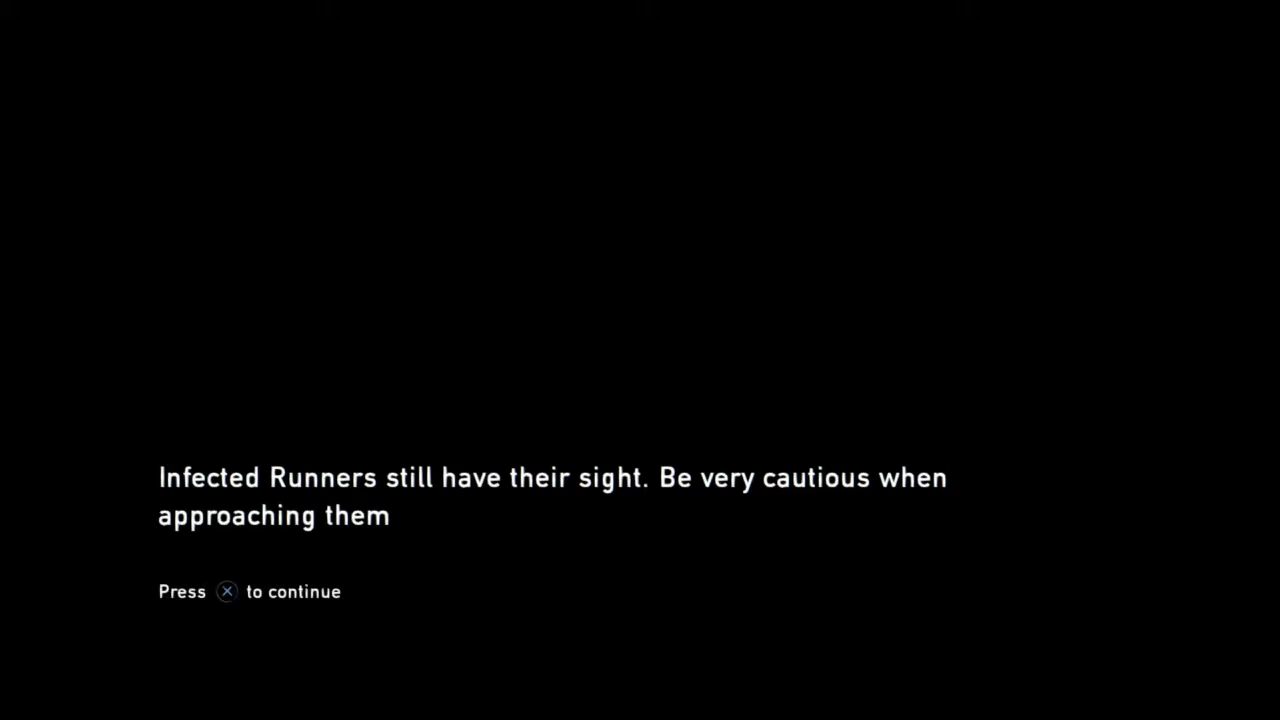 Infected Runners still have their sight. Be very cautious when
approaching them
Press ⓧ to continue